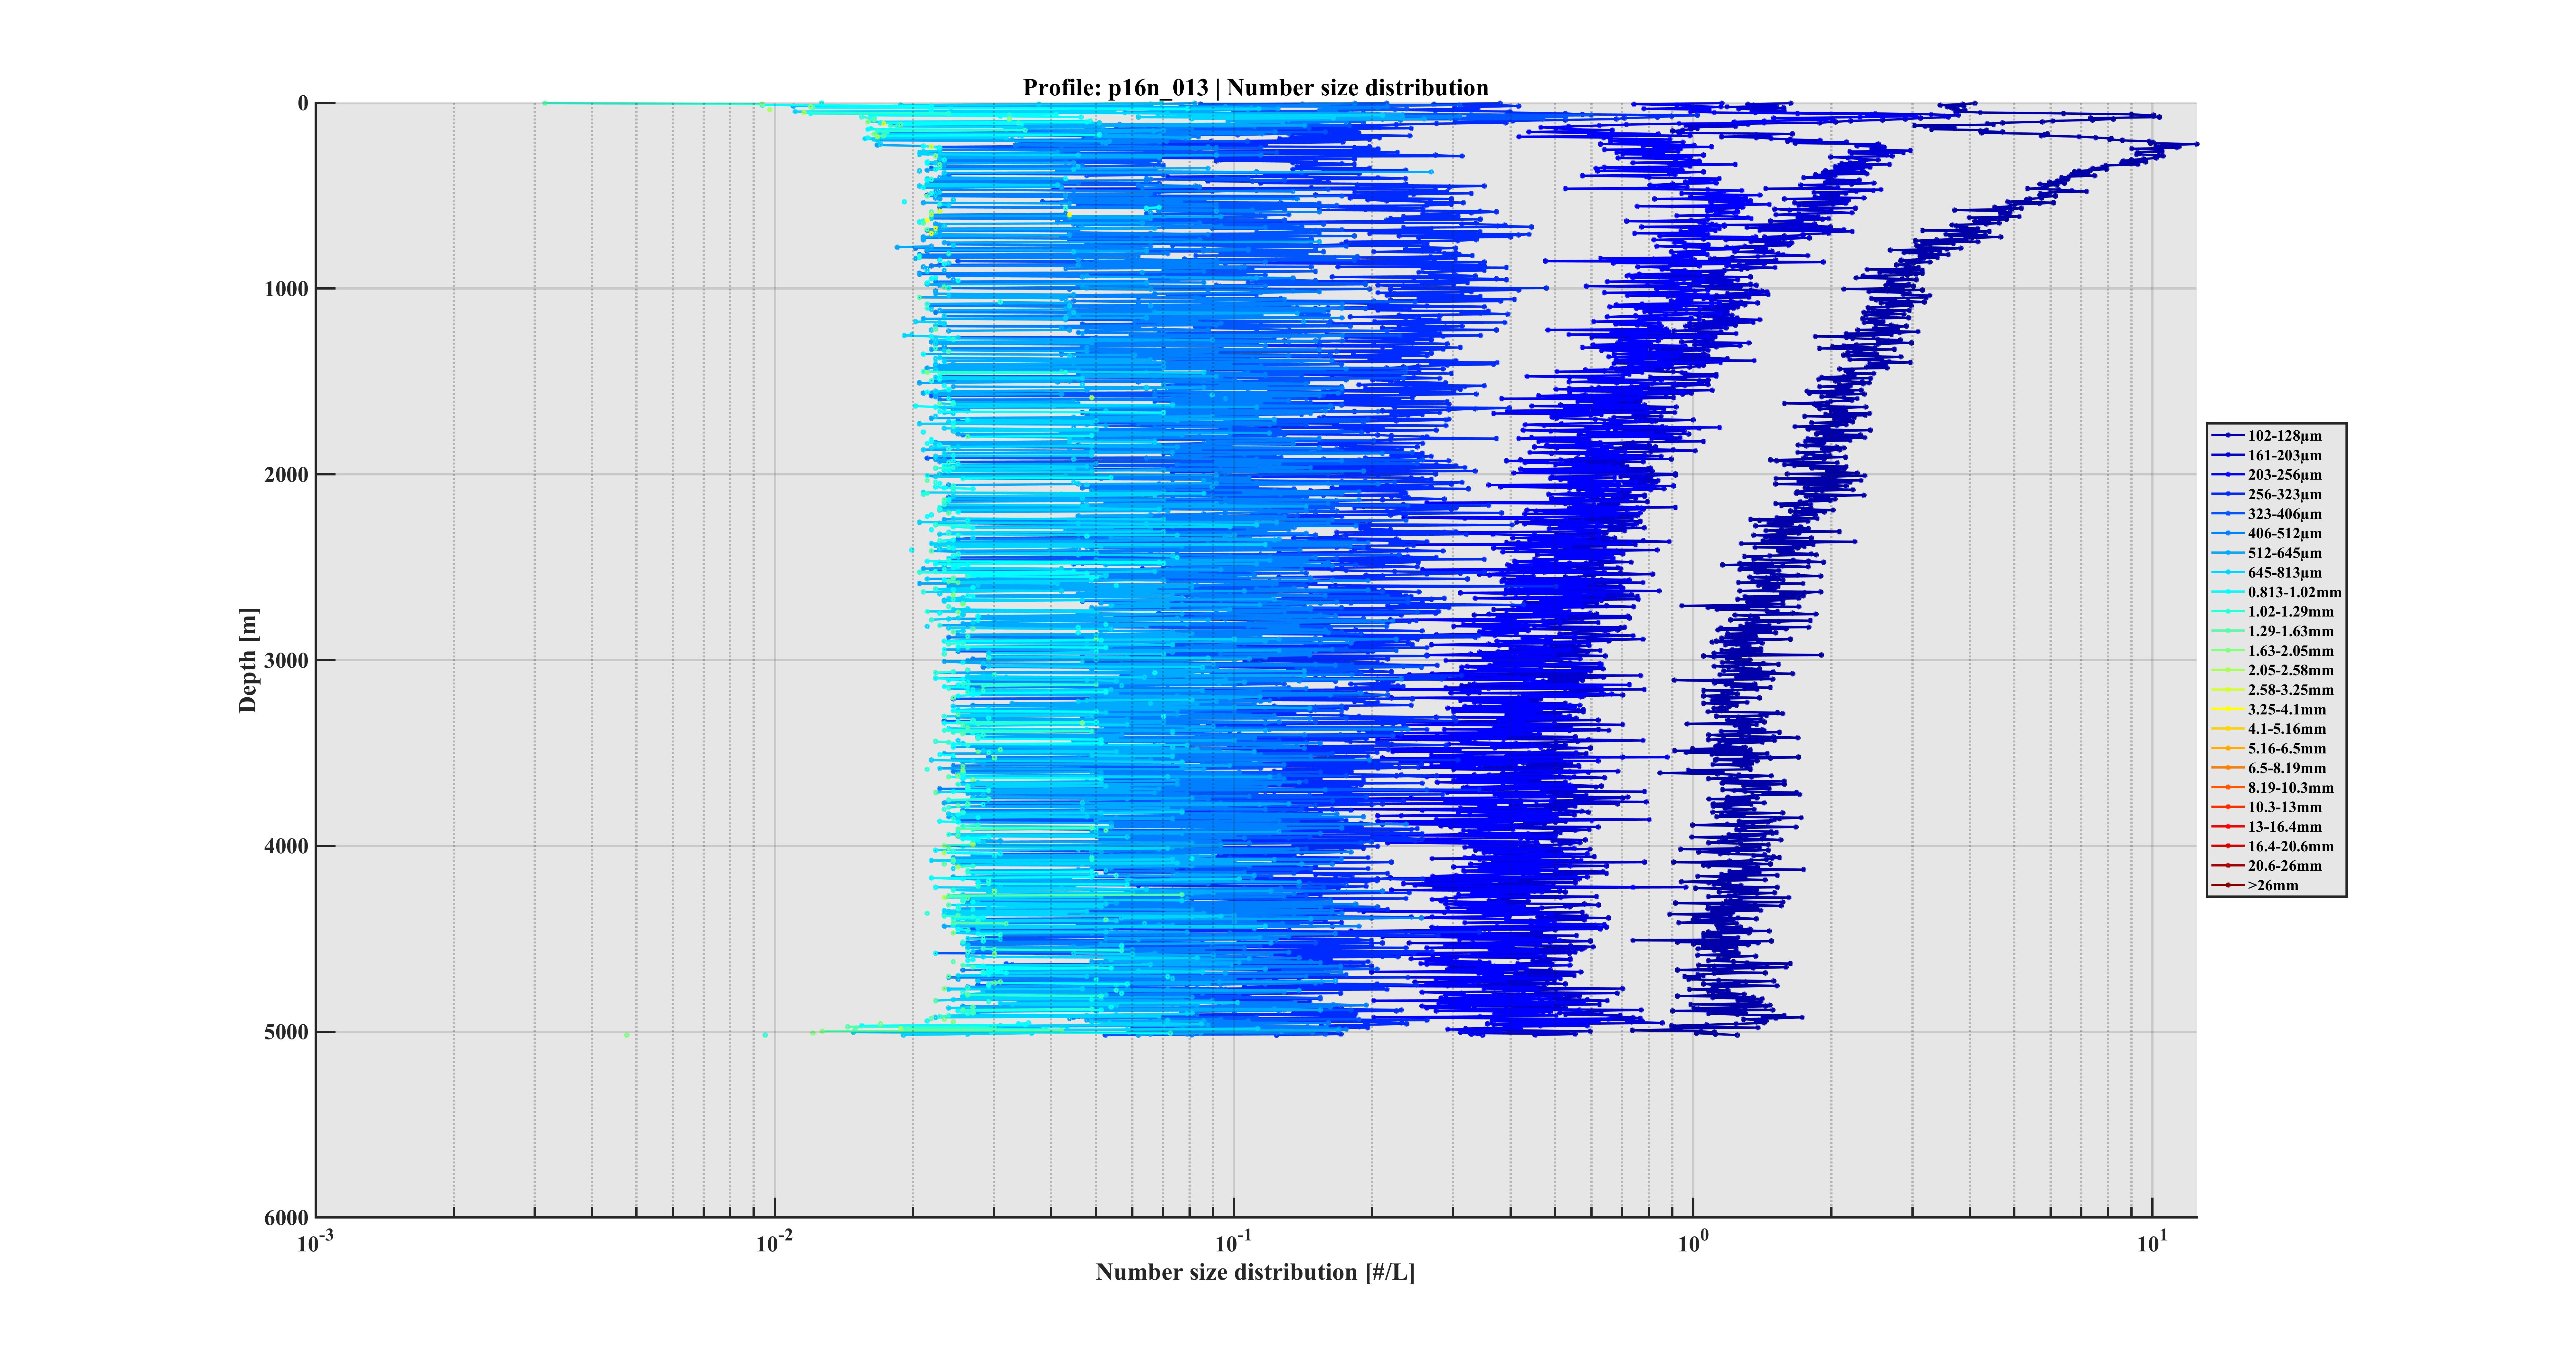 Profile: p16n_013 | Number size distribution
0
1000
2000
3000
4000
5000
6000
Depth [m]
10-3
10-2
10-1
100
101
Number size distribution [#/L]
102-128µm
161-203µm
203-256µm
256-323µm
323-406µm
406-512µm
512-645µm
645-813µm
0.813-1.02mm
1.02-1.29mm
1.29-1.63mm
1.63-2.05mm
2.05-2.58mm
2.58-3.25mm
3.25-4.1mm
4.1-5.16mm
5.16-6.5mm
6.5-8.19mm
8.19-10.3mm
10.3-13mm
13-16.4mm
16.4-20.6mm
20.6-26mm
>26mm